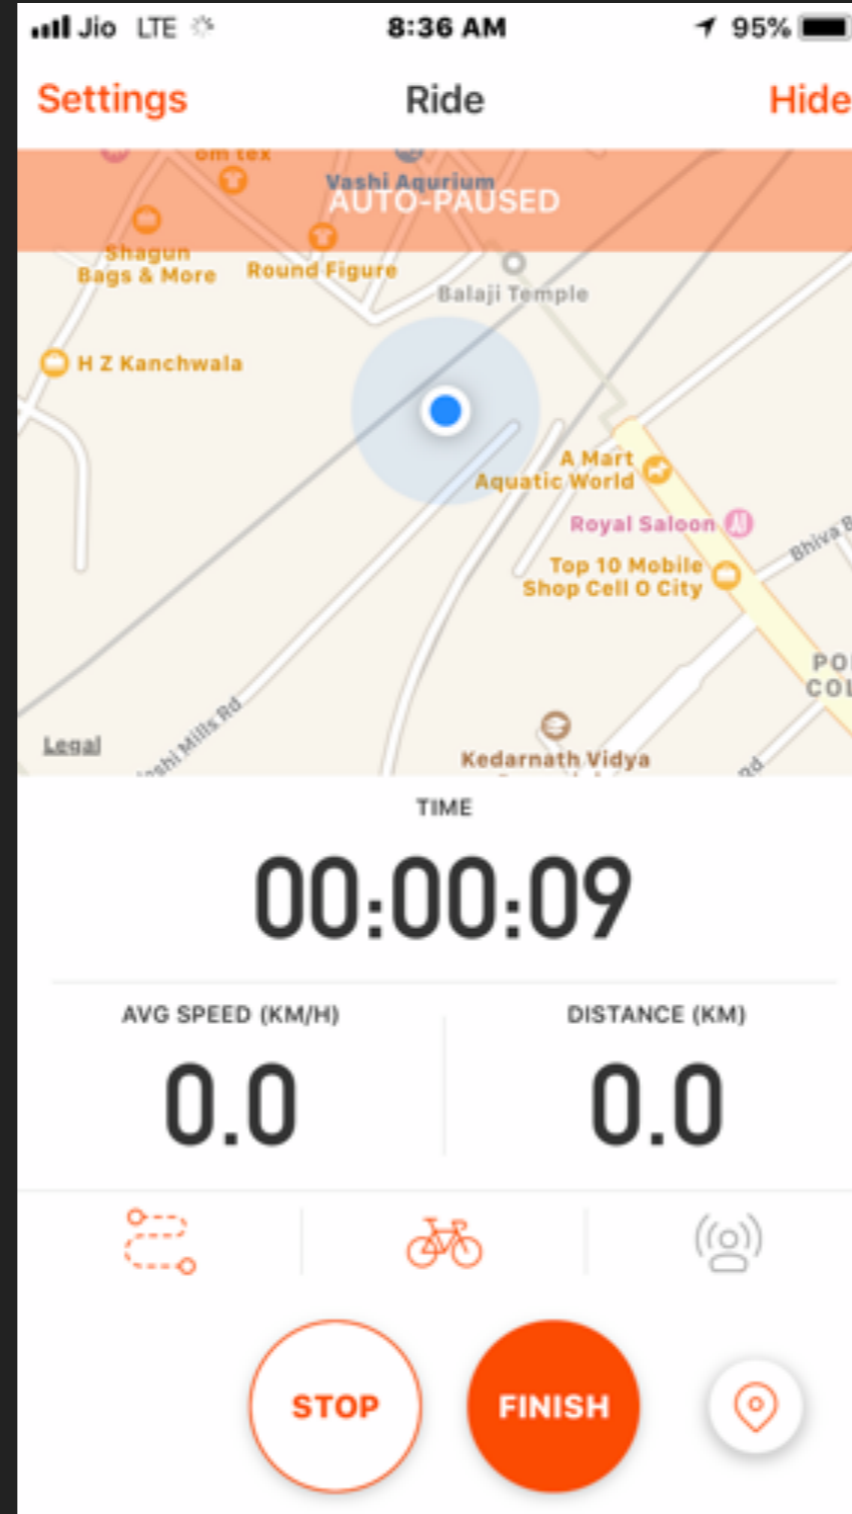 Jio LTE 8:36 AM 95%
Settings Ride Hide
om tex
Vashi Aqurium
AUTO-PAUSED
Shagun
Bags & More
Round Figure
Balaji Temple
H Z Kanchwala
A Mart
Aquatic World
Royal Saloon
Bhiva
Top 10 Mobile
Shop Cell O City
Legal
Mills Rd
Kedarnath Vidya
Rd
TIME
00:00:09
AVG SPEED (KM/H) DISTANCE (KM)
0.0 0.0
STOP FINISH